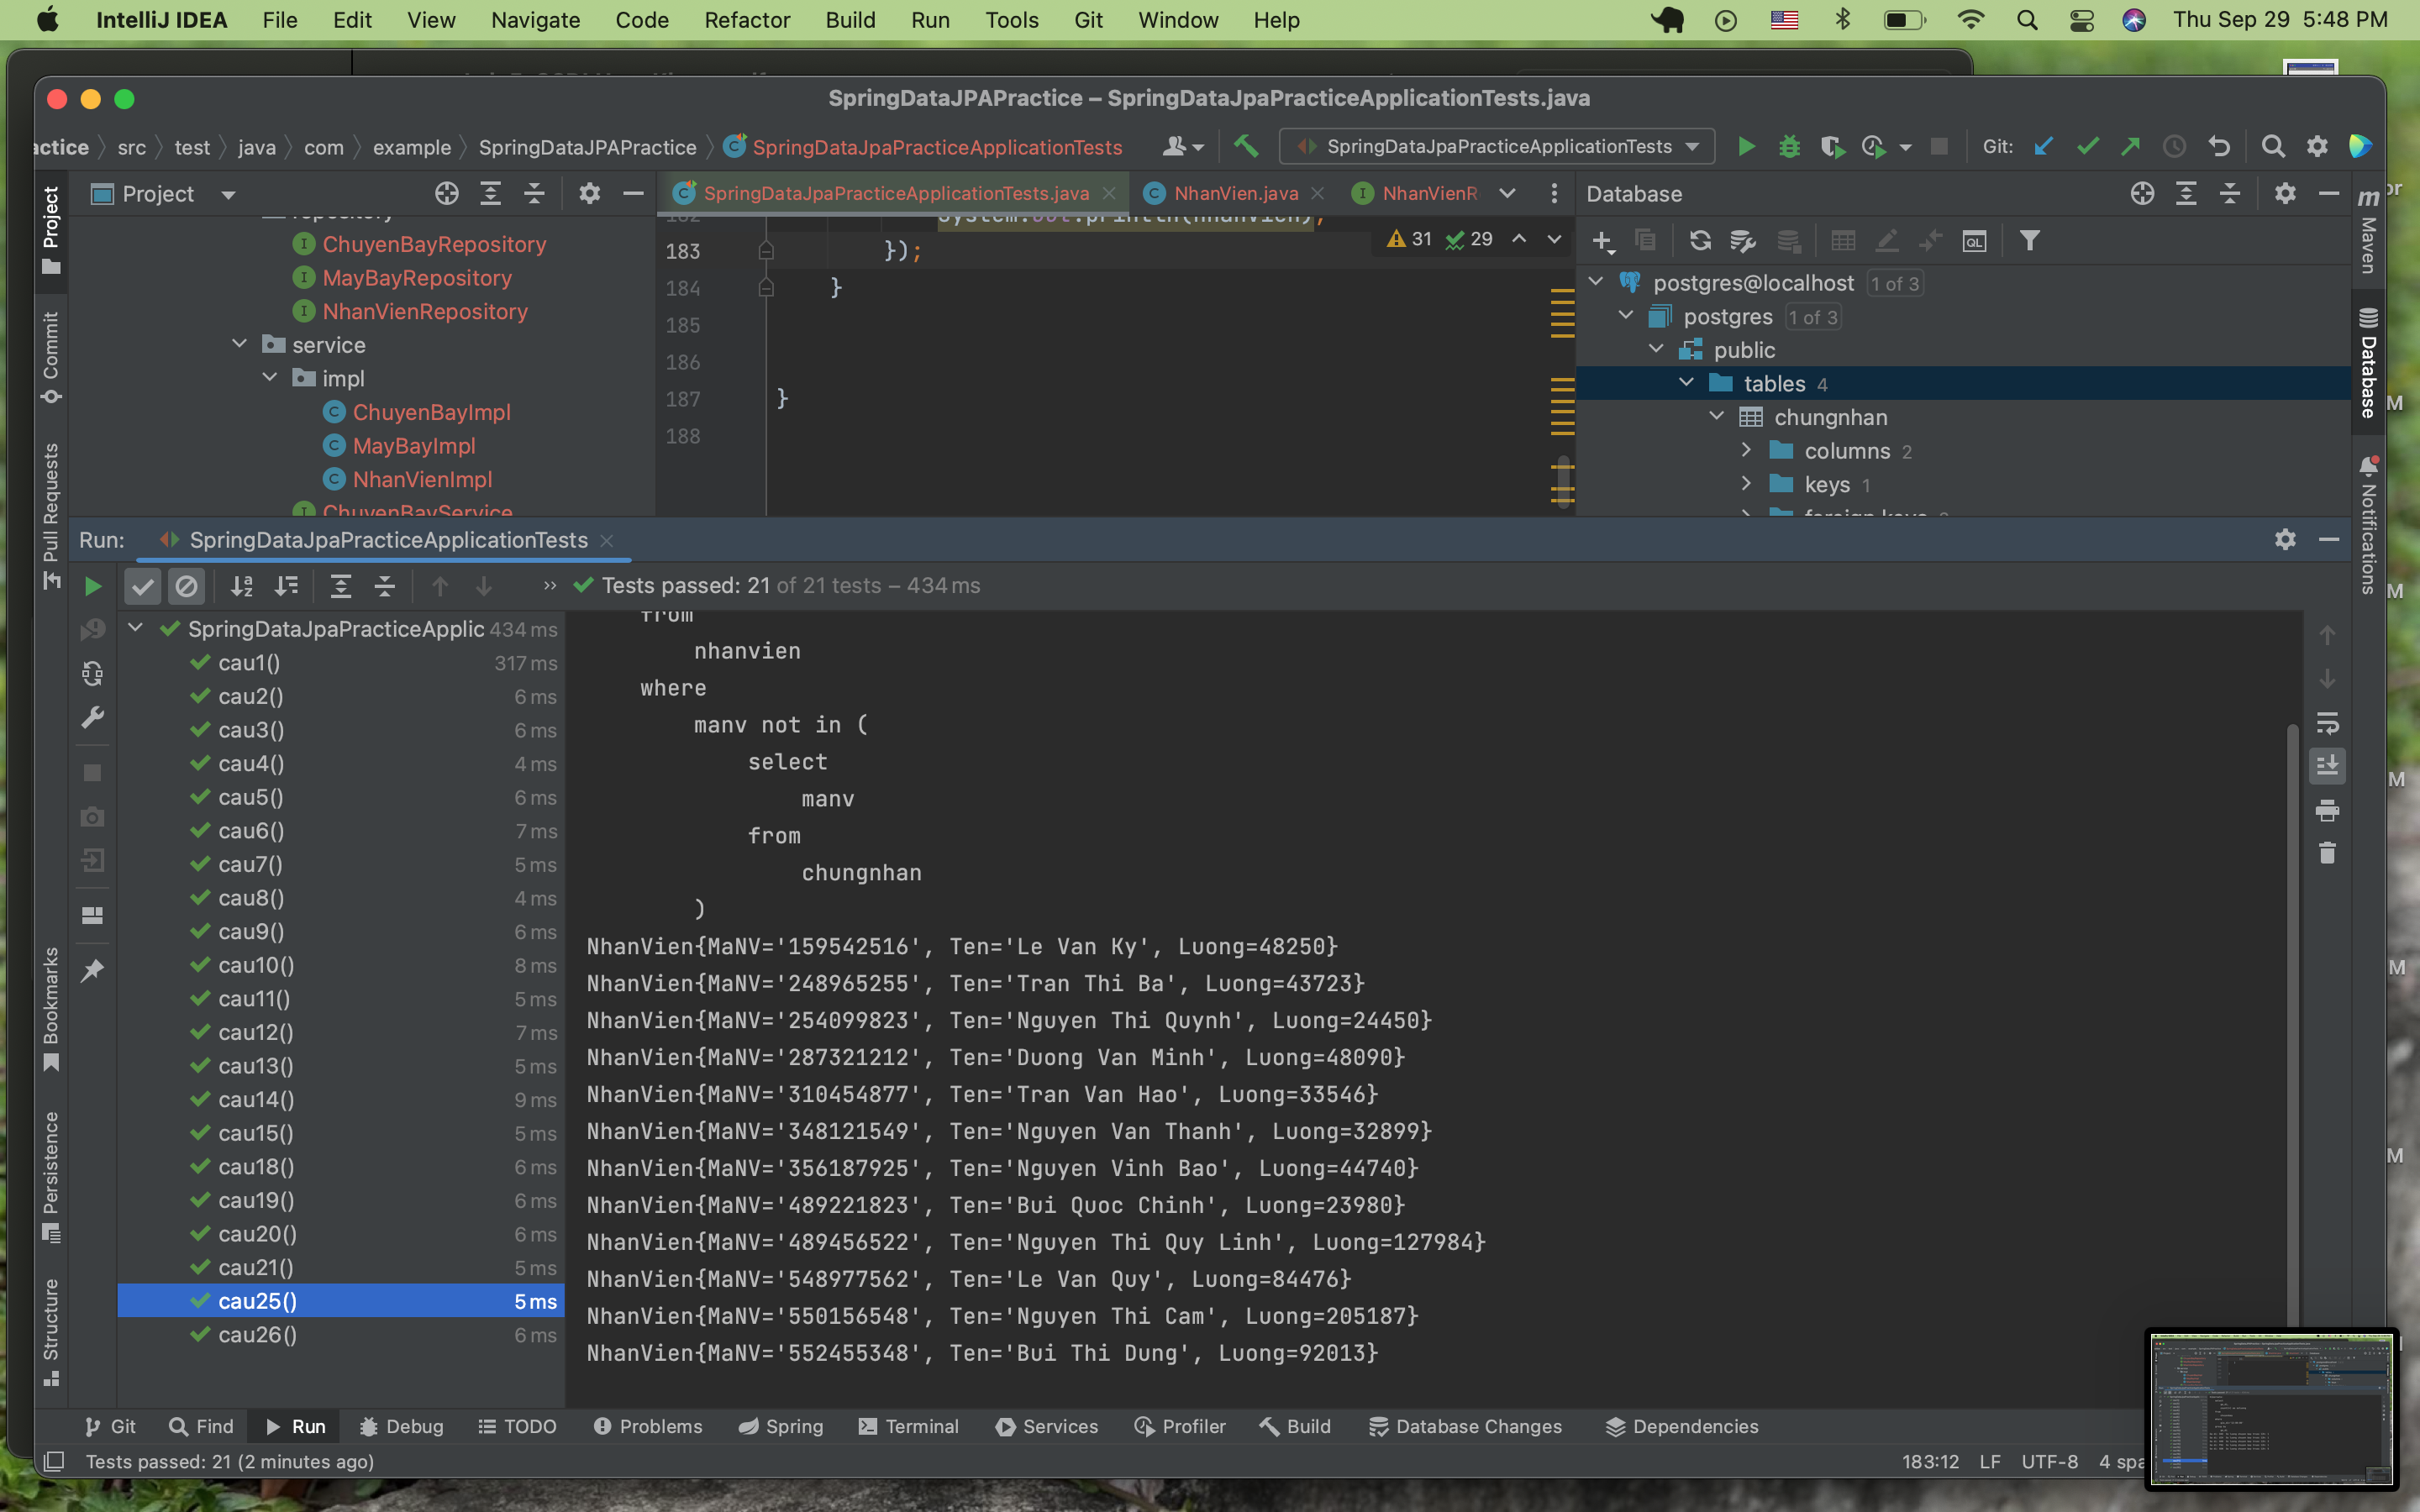 IntelliJ IDEA File Edit View Navigate Code Refactor Build Run Tools Git Window Help Thu Sep 29 5:48 PM
SpringDataJPAPractice – SpringDataJpaPracticeApplicationTests.java
actice src test java com example SpringDataJPAPractice SpringDataJpaPracticeApplicationTests SpringDataJpaPracticeApplicationTests Git:
Project SpringDataJpaPracticeApplicationTests.java NhanVien.java NhanVienR Database
repository
ChuyenBayRepository
MayBayRepository
NhanVienRepository
service
impl
ChuyenBayImpl
MayBayImpl
NhanVienImpl
ChuyenBayService
182 System.out.println(nhanVien);
183 });
184 }
185
186
187 }
188
31 29
postgres@localhost 1 of 3
postgres 1 of 3
public
tables 4
chungnhan
columns 2
keys 1
foreign keys
Project
Commit
Pull Requests
Bookmarks
Persistence
Structure
m Maven
Database
Notifications
Run: SpringDataJpaPracticeApplicationTests
Tests passed: 21 of 21 tests – 434 ms
SpringDataJpaPracticeApplic 434 ms
cau1() 317 ms
cau2() 6 ms
cau3() 6 ms
cau4() 4 ms
cau5() 6 ms
cau6() 7 ms
cau7() 5 ms
cau8() 4 ms
cau9() 6 ms
cau10() 8 ms
cau11() 5 ms
cau12() 7 ms
cau13() 5 ms
cau14() 9 ms
cau15() 5 ms
cau18() 6 ms
cau19() 6 ms
cau20() 6 ms
cau21() 5 ms
cau25() 5 ms
cau26() 6 ms
from
nhanvien
where
manv not in (
select
manv
from
chungnhan
)
NhanVien{MaNV='159542516', Ten='Le Van Ky', Luong=48250}
NhanVien{MaNV='248965255', Ten='Tran Thi Ba', Luong=43723}
NhanVien{MaNV='254099823', Ten='Nguyen Thi Quynh', Luong=24450}
NhanVien{MaNV='287321212', Ten='Duong Van Minh', Luong=48090}
NhanVien{MaNV='310454877', Ten='Tran Van Hao', Luong=33546}
NhanVien{MaNV='348121549', Ten='Nguyen Van Thanh', Luong=32899}
NhanVien{MaNV='356187925', Ten='Nguyen Vinh Bao', Luong=44740}
NhanVien{MaNV='489221823', Ten='Bui Quoc Chinh', Luong=23980}
NhanVien{MaNV='489456522', Ten='Nguyen Thi Quy Linh', Luong=127984}
NhanVien{MaNV='548977562', Ten='Le Van Quy', Luong=84476}
NhanVien{MaNV='550156548', Ten='Nguyen Thi Cam', Luong=205187}
NhanVien{MaNV='552455348', Ten='Bui Thi Dung', Luong=92013}
Git Find Run Debug TODO Problems Spring Terminal Services Profiler Build Database Changes Dependencies
Tests passed: 21 (2 minutes ago) 183:12 LF UTF-8 4 spa